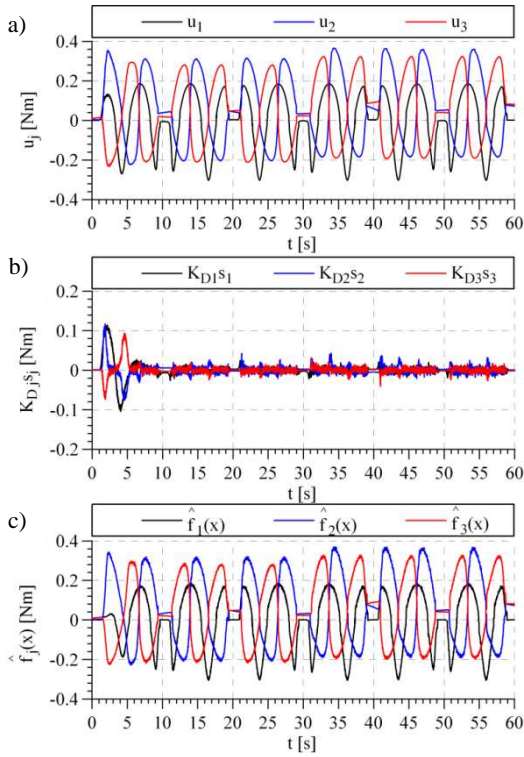 a)
u1 u2 u3
0.4
0.2
0
-0.2
-0.4
uj [Nm]
0 5 10 15 20 25 30 35 40 45 50 55 60
t [s]
b)
KD1s1 KD2s2 KD3s3
0.2
0.1
0
-0.1
-0.2
KDjsj [Nm]
0 5 10 15 20 25 30 35 40 45 50 55 60
t [s]
c)
f̂1(x) f̂2(x) f̂3(x)
0.4
0.2
0
-0.2
-0.4
f̂j(x) [Nm]
0 5 10 15 20 25 30 35 40 45 50 55 60
t [s]